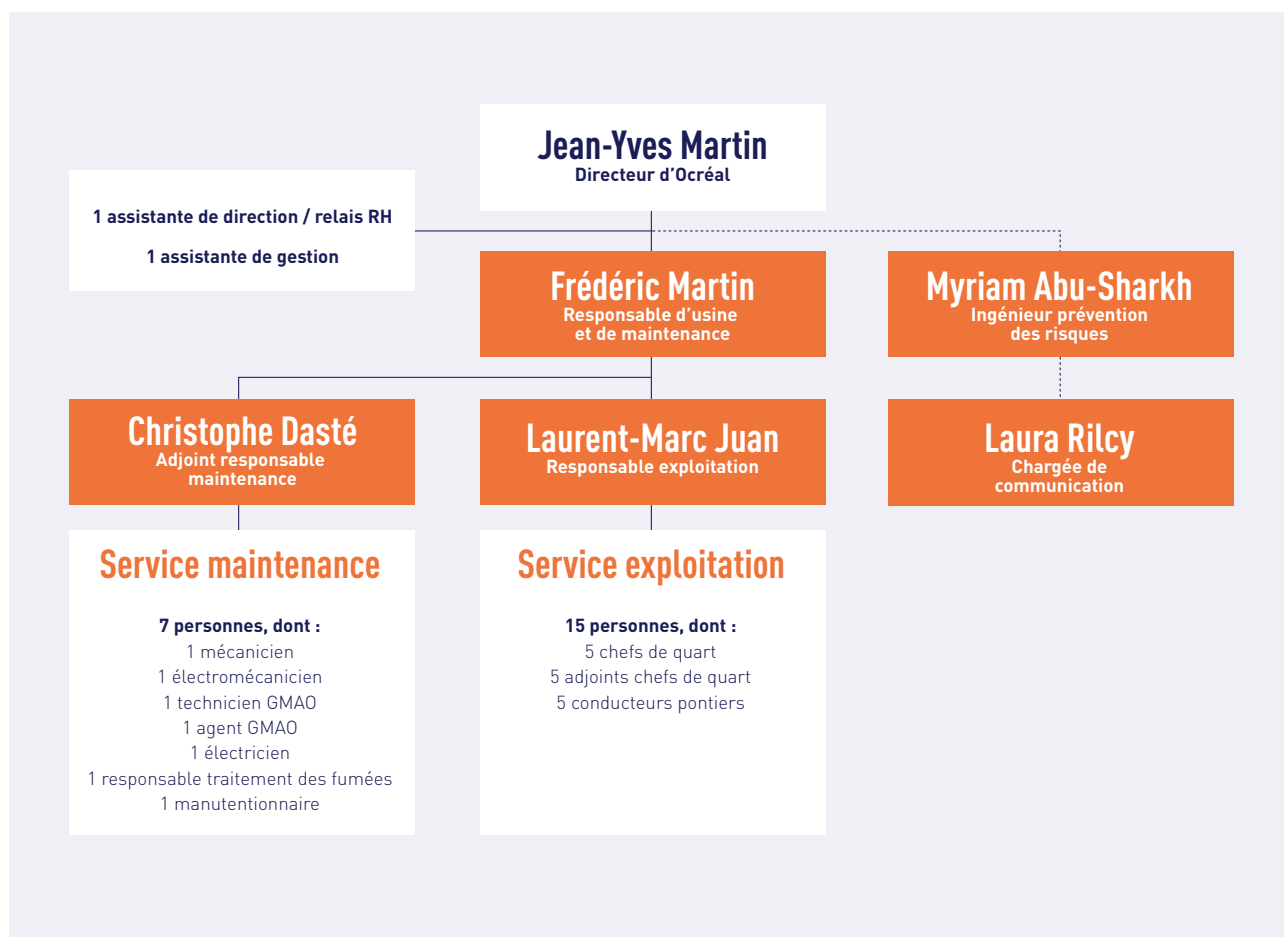 Jean-Yves Martin
Directeur d'Ocréal
1 assistante de direction / relais RH
1 assistante de gestion
Frédéric Martin
Responsable d'usine
et de maintenance
Myriam Abu-Sharkh
Ingénieur prévention
des risques
Christophe Dasté
Adjoint responsable
maintenance
Laurent-Marc Juan
Responsable exploitation
Laura Rilcy
Chargée de
communication
Service maintenance
7 personnes, dont :
1 mécanicien
1 électromécanicien
1 technicien GMAO
1 agent GMAO
1 électricien
1 responsable traitement des fumées
1 manutentionnaire
Service exploitation
15 personnes, dont :
5 chefs de quart
5 adjoints chefs de quart
5 conducteurs pontiers